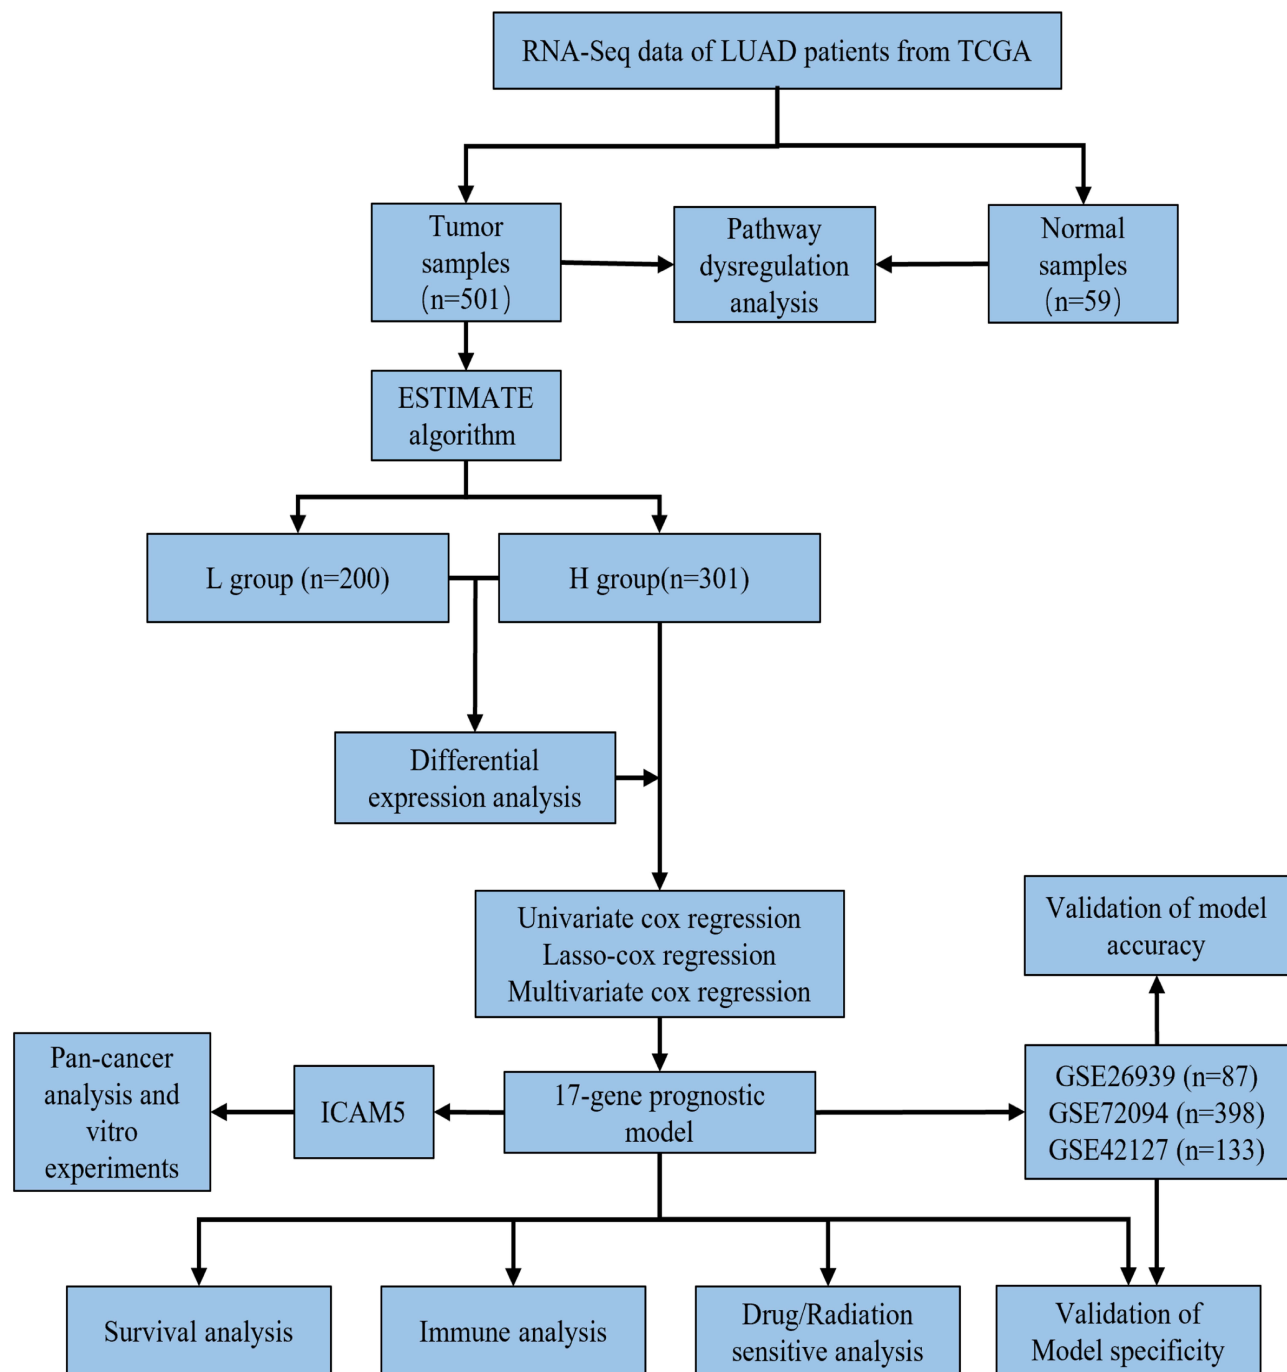 RNA-Seq data of LUAD patients from TCGA
Tumor
samples
(n=501)
Pathway
dysregulation
analysis
Normal
samples
(n=59)
ESTIMATE
algorithm
L group (n=200)
H group(n=301)
Differential
expression analysis
Univariate cox regression
Lasso-cox regression
Multivariate cox regression
Validation of model
accuracy
Pan-cancer
analysis and
vitro
experiments
ICAM5
17-gene prognostic
model
GSE26939 (n=87)
GSE72094 (n=398)
GSE42127 (n=133)
Survival analysis
Immune analysis
Drug/Radiation
sensitive analysis
Validation of
Model specificity